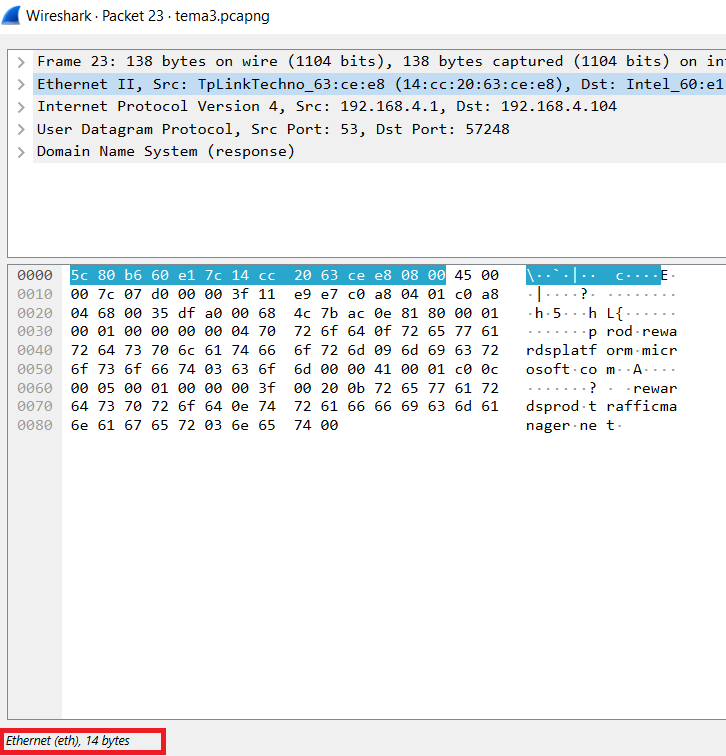 Wireshark · Packet 23 · tema3.pcapng
Frame 23: 138 bytes on wire (1104 bits), 138 bytes captured (1104 bits) on in
Ethernet II, Src: TpLinkTechno_63:ce:e8 (14:cc:20:63:ce:e8), Dst: Intel_60:e1
Internet Protocol Version 4, Src: 192.168.4.1, Dst: 192.168.4.104
User Datagram Protocol, Src Port: 53, Dst Port: 57248
Domain Name System (response)
0000 5c 80 b6 60 e1 7c 14 cc 20 63 ce e8 08 00 45 00 \··`·|·· c····E·
0010 00 7c 07 d0 00 00 3f 11 e9 e7 c0 a8 04 01 c0 a8 ·|····?· ········
0020 04 68 00 35 df a0 00 68 4c 7b ac 0e 81 80 00 01 ·h·5···h L{······
0030 00 01 00 00 00 00 04 70 72 6f 64 0f 72 65 77 61 ·······p rod·rewa
0040 72 64 73 70 6c 61 74 66 6f 72 6d 09 6d 69 63 72 rdsplatf orm·micr
0050 6f 73 6f 66 74 03 63 6f 6d 00 00 41 00 01 c0 0c osoft·co m··A····
0060 00 05 00 01 00 00 00 3f 00 20 0b 72 65 77 61 72 ·······? · ·rewar
0070 64 73 70 72 6f 64 0e 74 72 61 66 66 69 63 6d 61 dsprod·t rafficma
0080 6e 61 67 65 72 03 6e 65 74 00 nager·ne t·
Ethernet (eth), 14 bytes